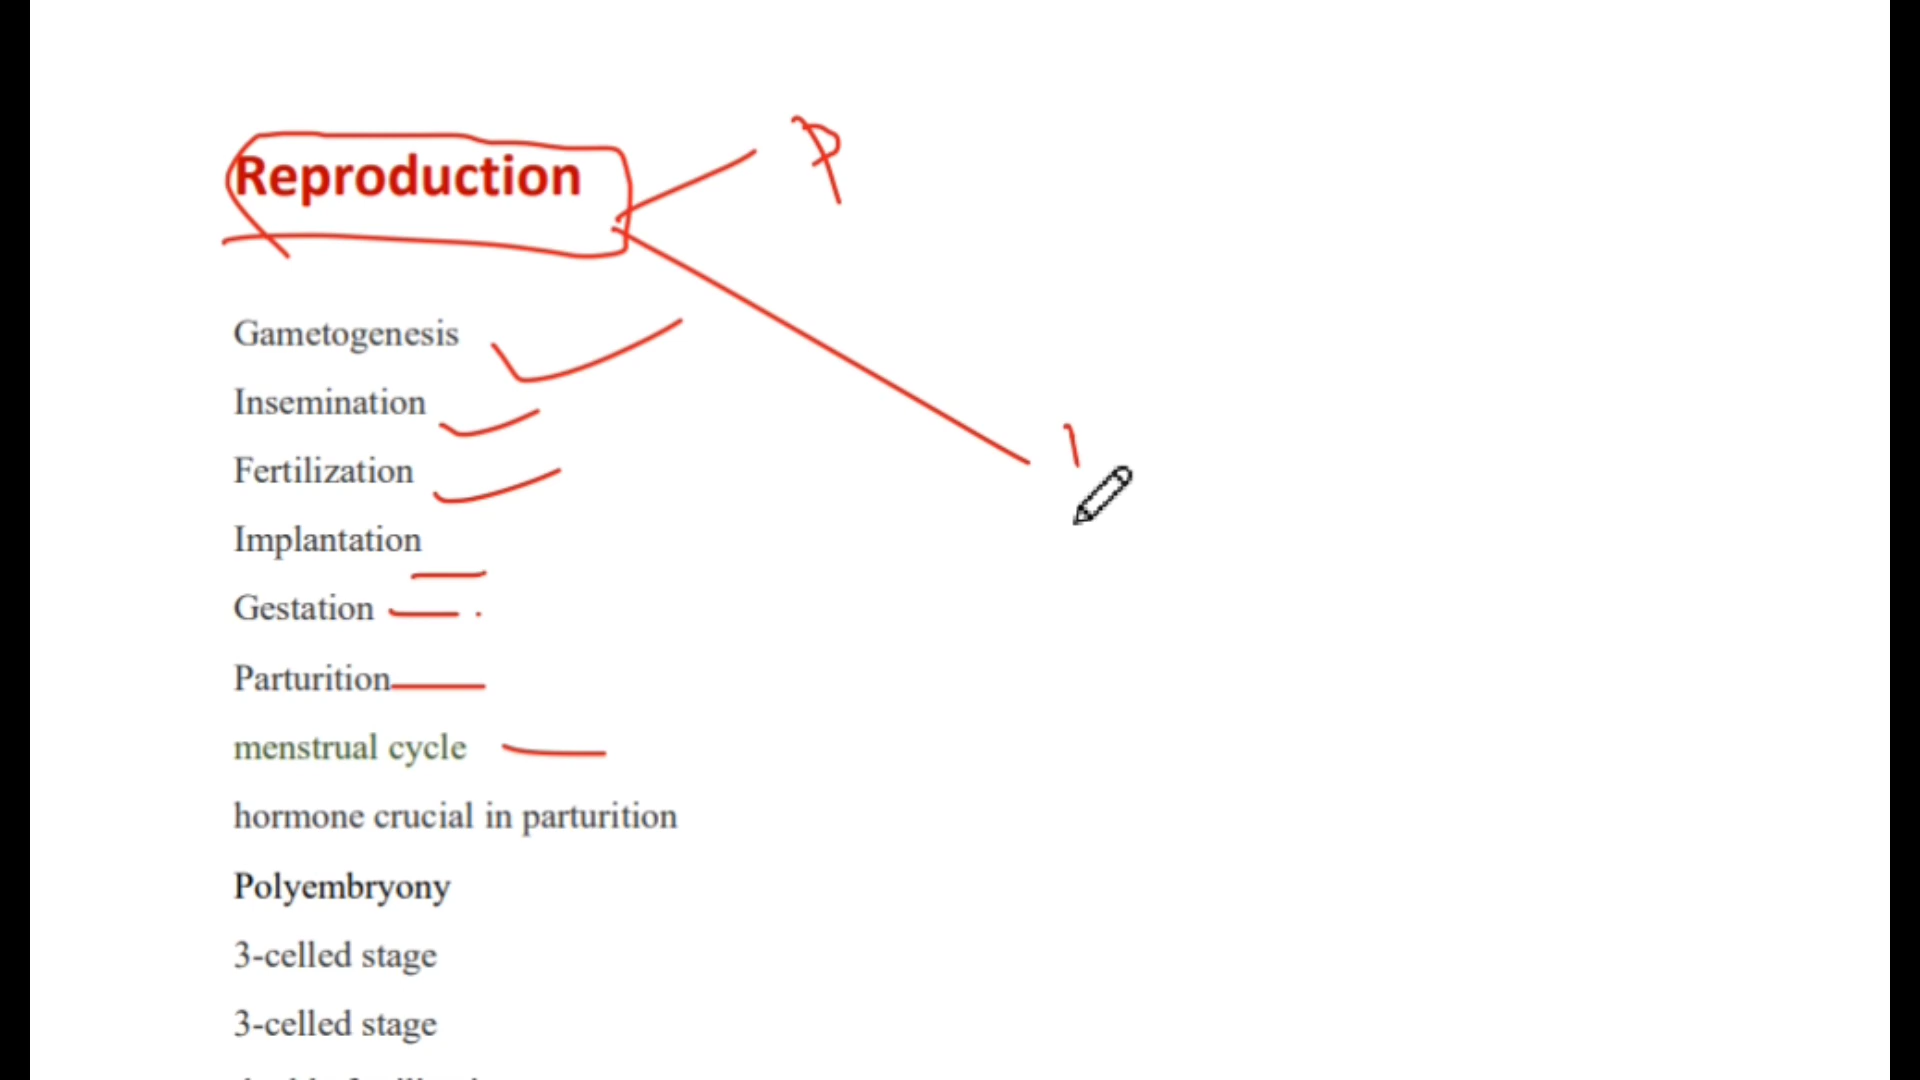 Reproduction
P
Gametogenesis
Insemination
Fertilization
Implantation
Gestation
Parturition
menstrual cycle
hormone crucial in parturition
Polyembryony
3-celled stage
3-celled stage